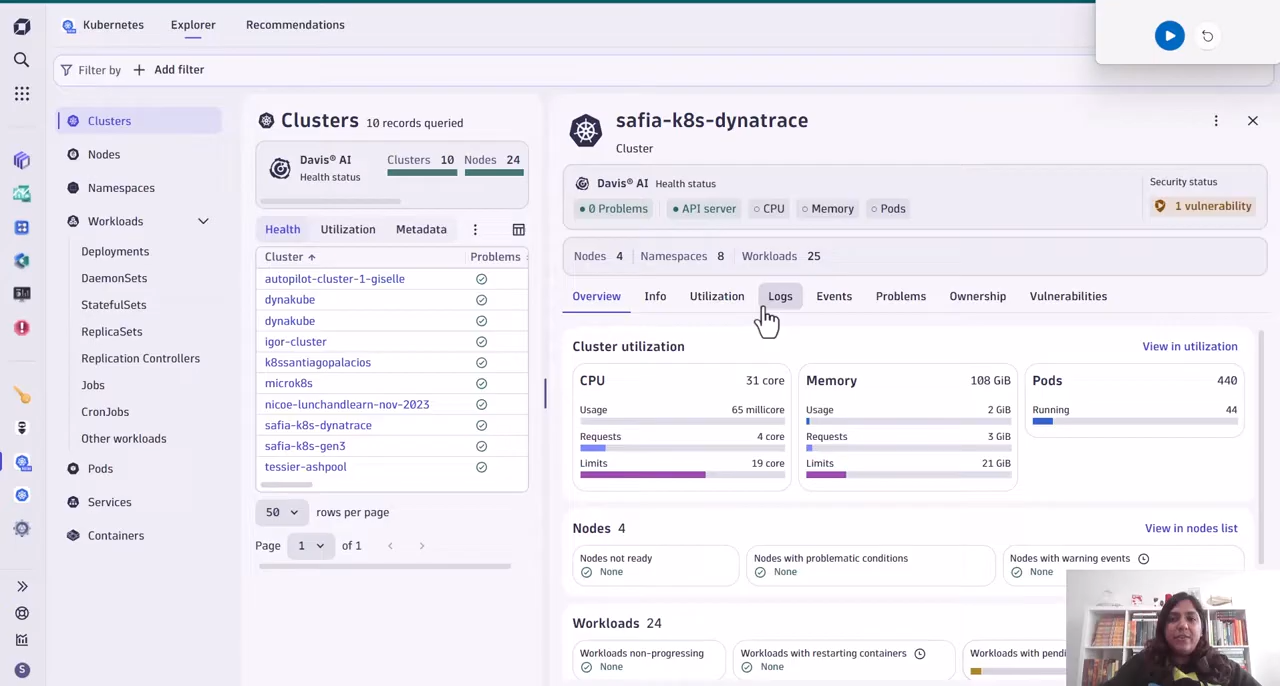 Kubernetes Explorer Recommendations
Filter by Add filter
Clusters
Nodes
Namespaces
Workloads
Deployments
DaemonSets
StatefulSets
ReplicaSets
Replication Controllers
Jobs
CronJobs
Other workloads
Pods
Services
Containers
S
Clusters 10 records queried
Davis® AI
Health status
Clusters 10 Nodes 24
Health Utilization Metadata
Cluster Problems
autopilot-cluster-1-giselle
dynakube
dynakube
igor-cluster
k8ssantiagopalacios
microk8s
nicoe-lunchandlearn-nov-2023
safia-k8s-dynatrace
safia-k8s-gen3
tessier-ashpool
50 rows per page
Page 1 of 1
safia-k8s-dynatrace
Cluster
Davis® AI Health status
0 Problems API server CPU Memory Pods
Security status
1 vulnerability
Nodes 4 Namespaces 8 Workloads 25
Overview Info Utilization Logs Events Problems Ownership Vulnerabilities
Cluster utilization View in utilization
CPU 31 core
Usage 65 millicore
Requests 4 core
Limits 19 core
Memory 108 GiB
Usage 2 GiB
Requests 3 GiB
Limits 21 GiB
Pods 440
Running 44
Nodes 4 View in nodes list
Nodes not ready
None
Nodes with problematic conditions
None
Nodes with warning events
None
Workloads 24
Workloads non-progressing
None
Workloads with restarting containers
None
Workloads with pendi